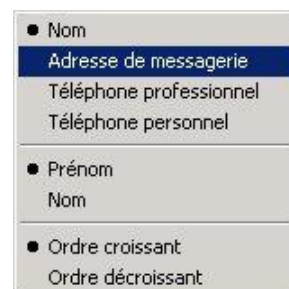 Nom
Adresse de messagerie
Téléphone professionnel
Téléphone personnel
Prénom
Nom
Ordre croissant
Ordre décroissant